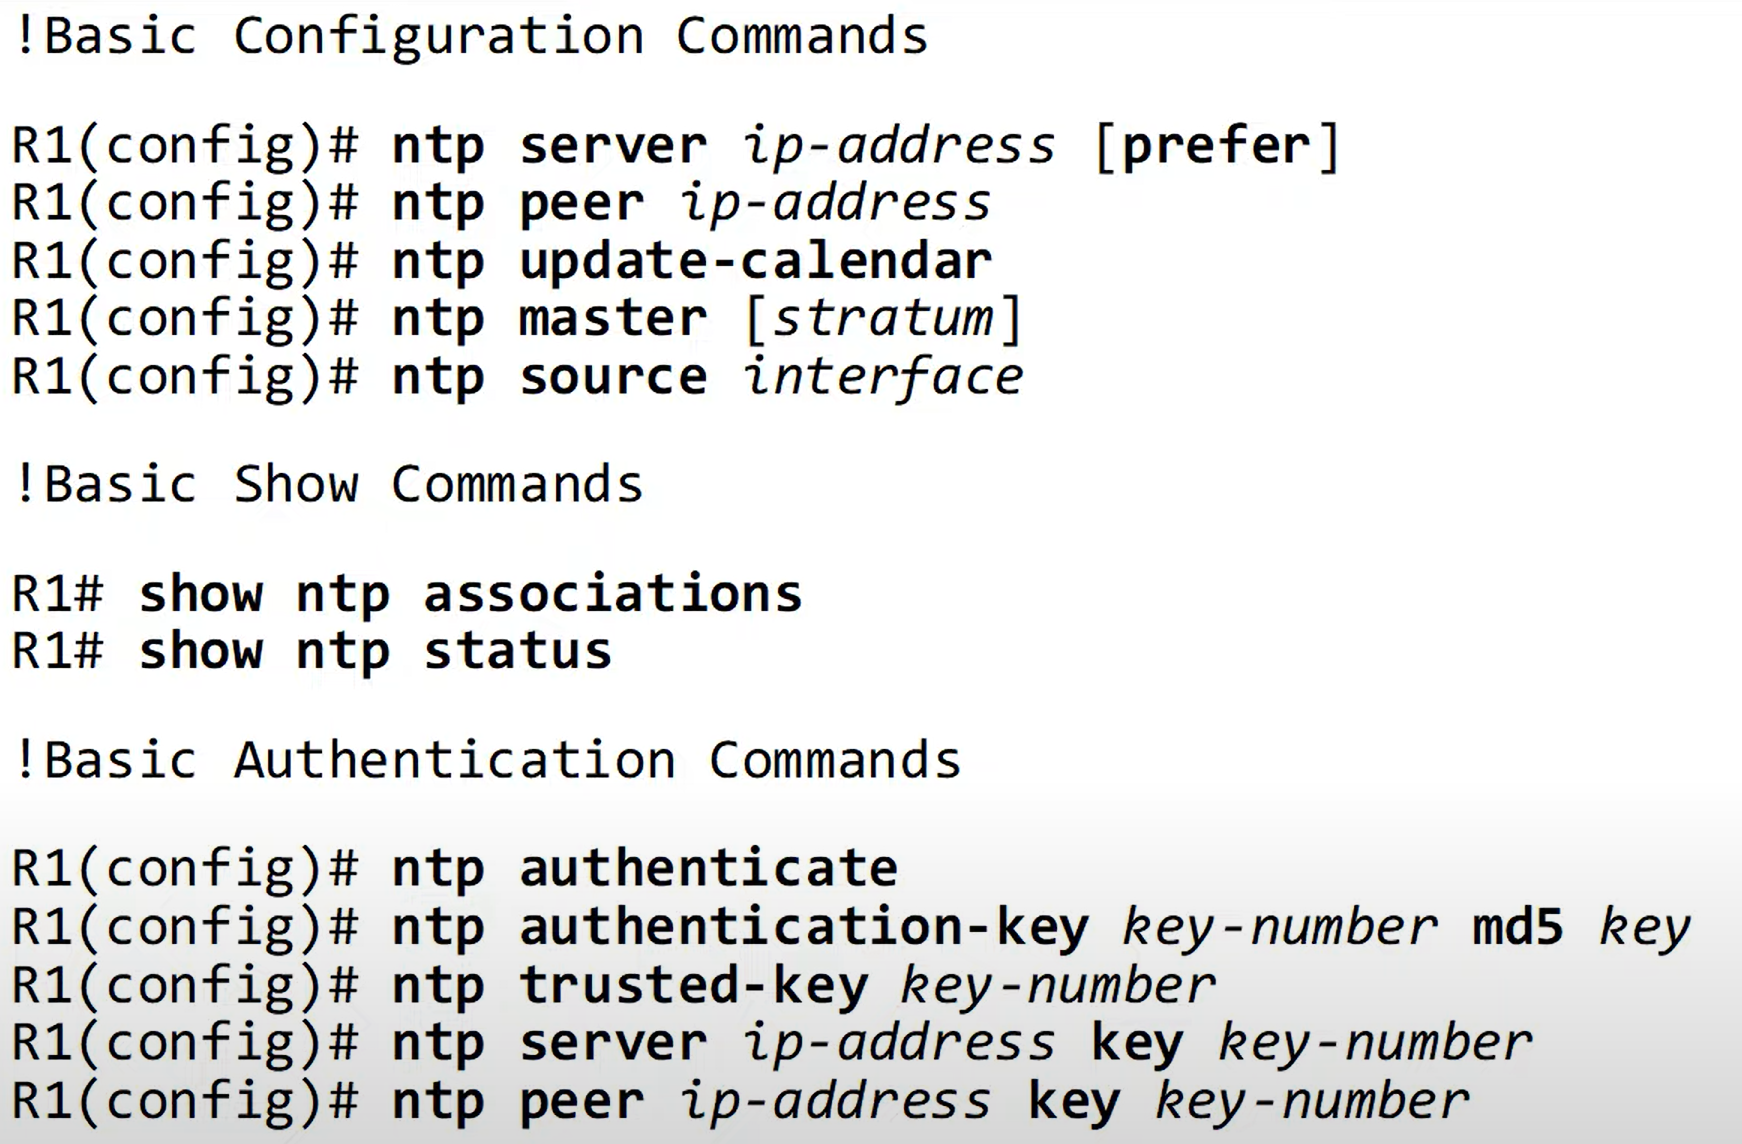 !Basic Configuration Commands
R1(config)# ntp server ip-address [prefer]
R1(config)# ntp peer ip-address
R1(config)# ntp update-calendar
R1(config)# ntp master [stratum]
R1(config)# ntp source interface
!Basic Show Commands
R1# show ntp associations
R1# show ntp status
!Basic Authentication Commands
R1(config)# ntp authenticate
R1(config)# ntp authentication-key key-number md5 key
R1(config)# ntp trusted-key key-number
R1(config)# ntp server ip-address key key-number
R1(config)# ntp peer ip-address key key-number